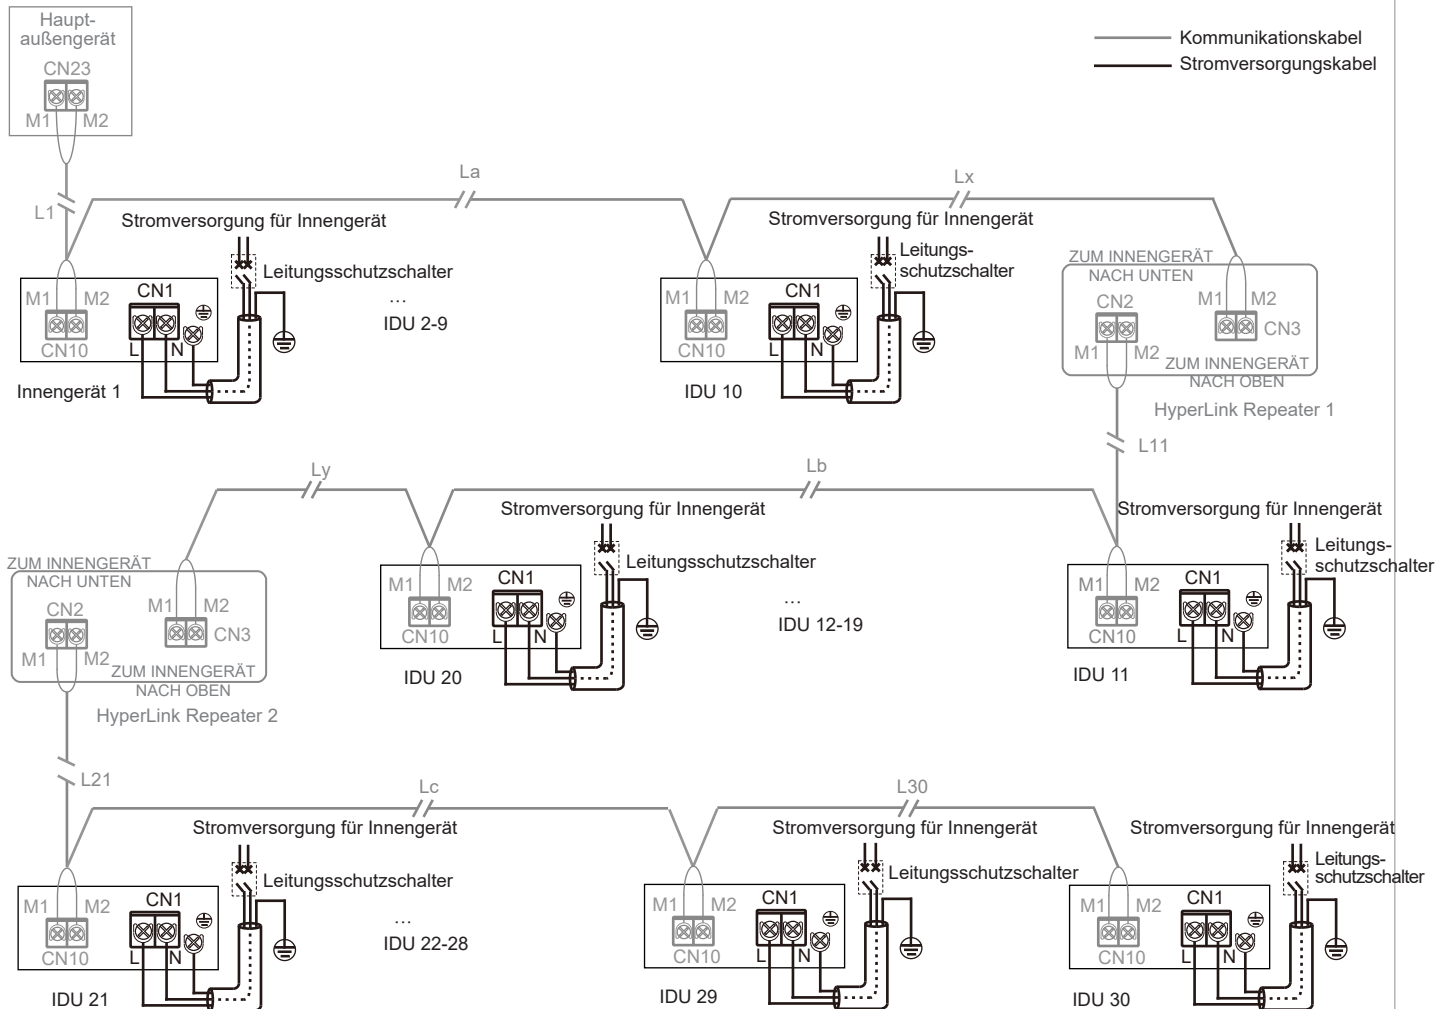 Haupt-
außengerät
CN23
M1 M2
Kommunikationskabel
Stromversorgungskabel
L1
La
Lx
Stromversorgung für Innengerät
Leitungsschutzschalter
M1 M2
CN10
CN1
L N
Innengerät 1
...
IDU 2-9
Stromversorgung für Innengerät
Leitungs-
schutzschalter
M1 M2
CN10
CN1
L N
IDU 10
ZUM INNENGERÄT
NACH UNTEN
CN2
M1 M2
M1 M2
CN3
ZUM INNENGERÄT
NACH OBEN
HyperLink Repeater 1
L11
Ly
Lb
ZUM INNENGERÄT
NACH UNTEN
CN2
M1 M2
M1 M2
CN3
ZUM INNENGERÄT
NACH OBEN
HyperLink Repeater 2
Stromversorgung für Innengerät
Leitungsschutzschalter
M1 M2
CN10
CN1
L N
IDU 20
...
IDU 12-19
Stromversorgung für Innengerät
Leitungs-
schutzschalter
M1 M2
CN10
CN1
L N
IDU 11
L21
Lc
L30
Stromversorgung für Innengerät
Leitungsschutzschalter
M1 M2
CN10
CN1
L N
IDU 21
...
IDU 22-28
Stromversorgung für Innengerät
Leitungsschutzschalter
M1 M2
CN10
CN1
L N
IDU 29
Stromversorgung für Innengerät
Leitungs-
schutzschalter
M1 M2
CN10
CN1
L N
IDU 30